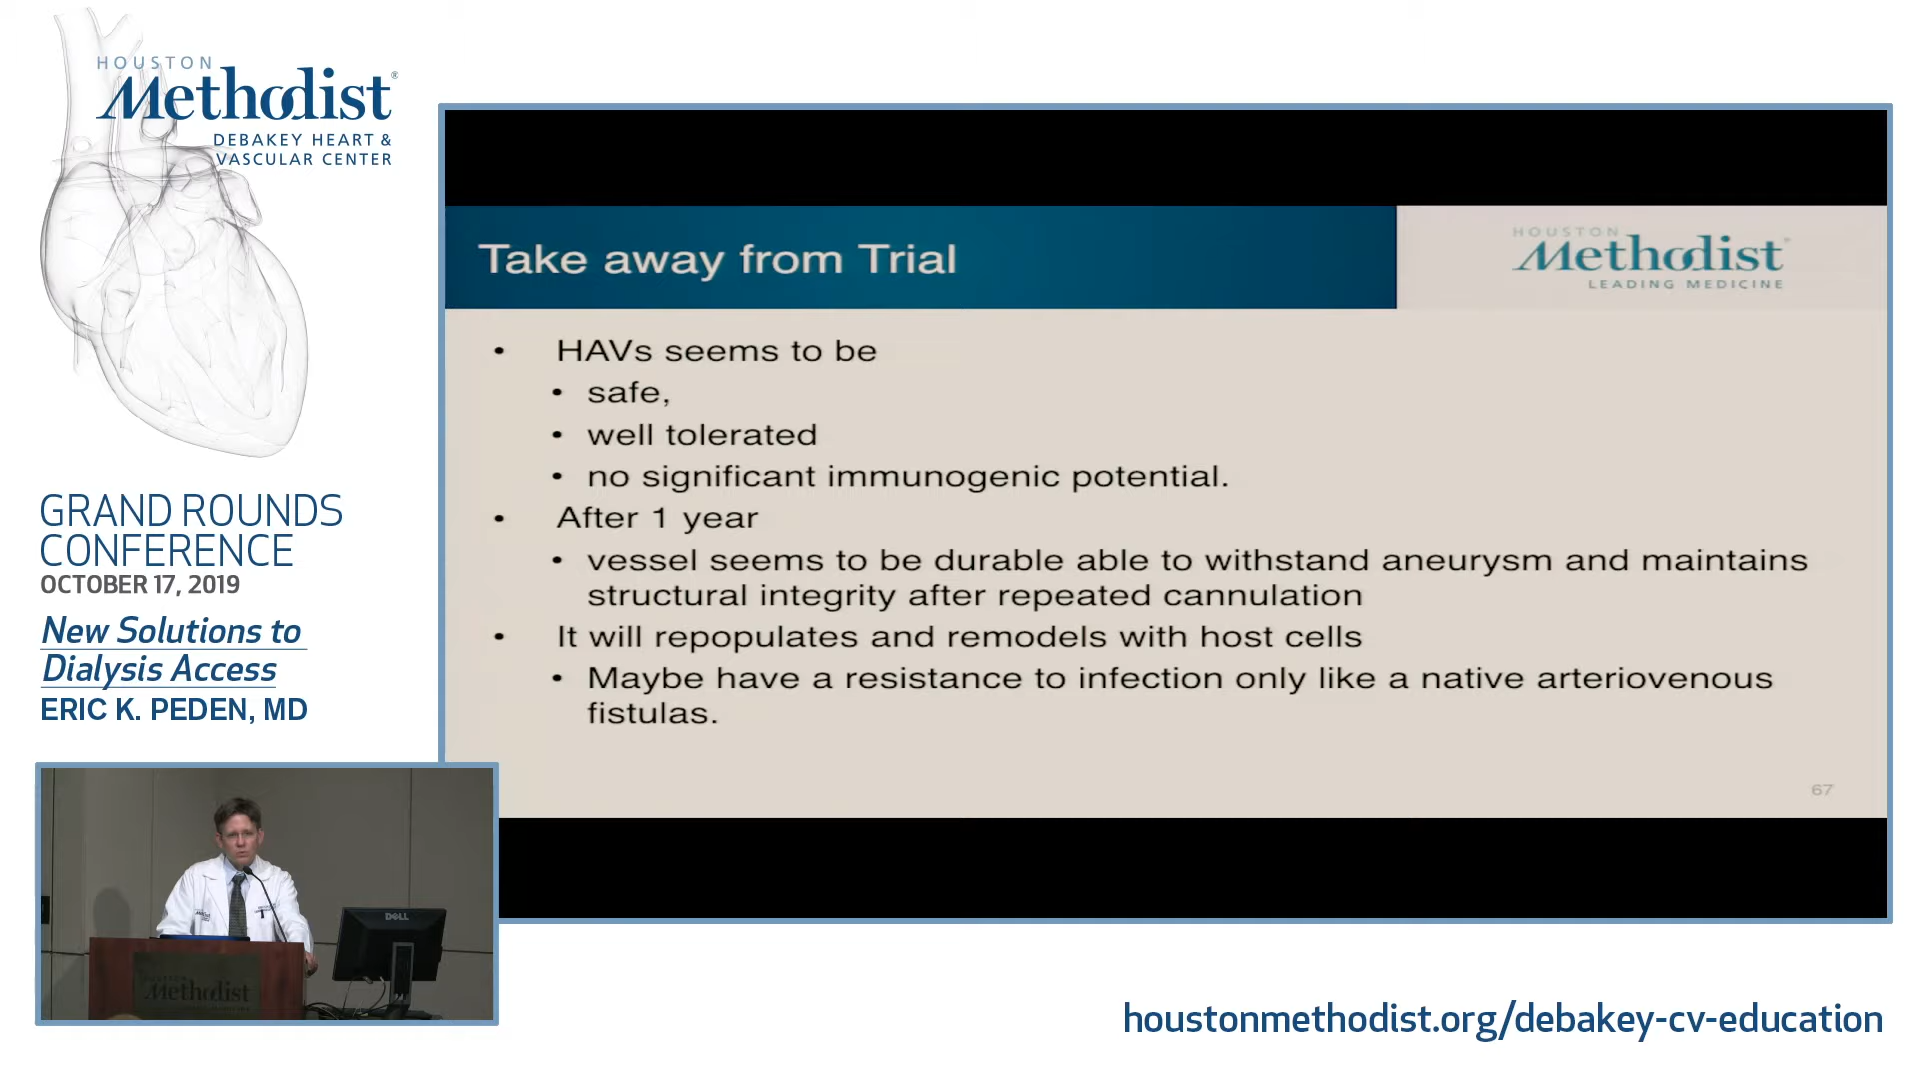 HOUSTON
Methodist®
DEBAKEY HEART &
VASCULAR CENTER
GRAND ROUNDS
CONFERENCE
OCTOBER 17, 2019
New Solutions to
Dialysis Access
ERIC K. PEDEN, MD
Take away from Trial
HOUSTON
Methodist
LEADING MEDICINE
• HAVs seems to be
• safe,
• well tolerated
• no significant immunogenic potential.
• After 1 year
• vessel seems to be durable able to withstand aneurysm and maintains
structural integrity after repeated cannulation
• It will repopulates and remodels with host cells
• Maybe have a resistance to infection only like a native arteriovenous
fistulas.
67
DELL
Methodist
houstonmethodist.org/debakey-cv-education